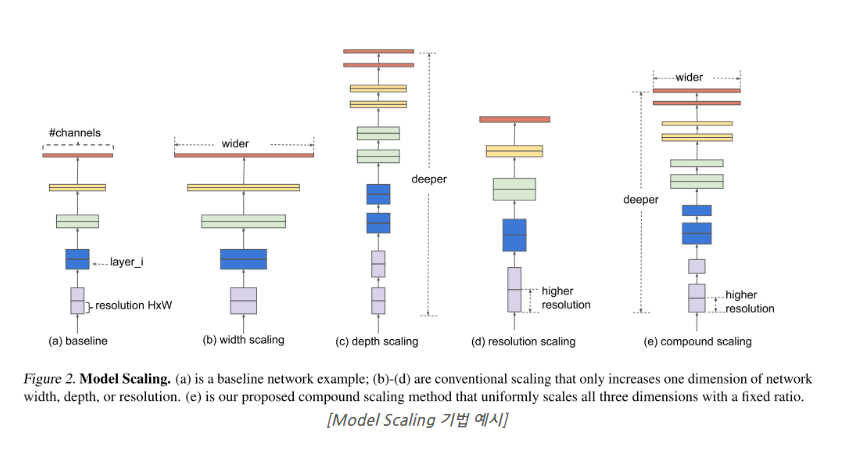 #channels
layer_i
resolution HxW
(a) baseline
wider
(b) width scaling
deeper
(c) depth scaling
higher
resolution
(d) resolution scaling
wider
deeper
higher
resolution
(e) compound scaling
Figure 2. Model Scaling. (a) is a baseline network example; (b)-(d) are conventional scaling that only increases one dimension of network
width, depth, or resolution. (e) is our proposed compound scaling method that uniformly scales all three dimensions with a fixed ratio.
[Model Scaling 기법 예시]